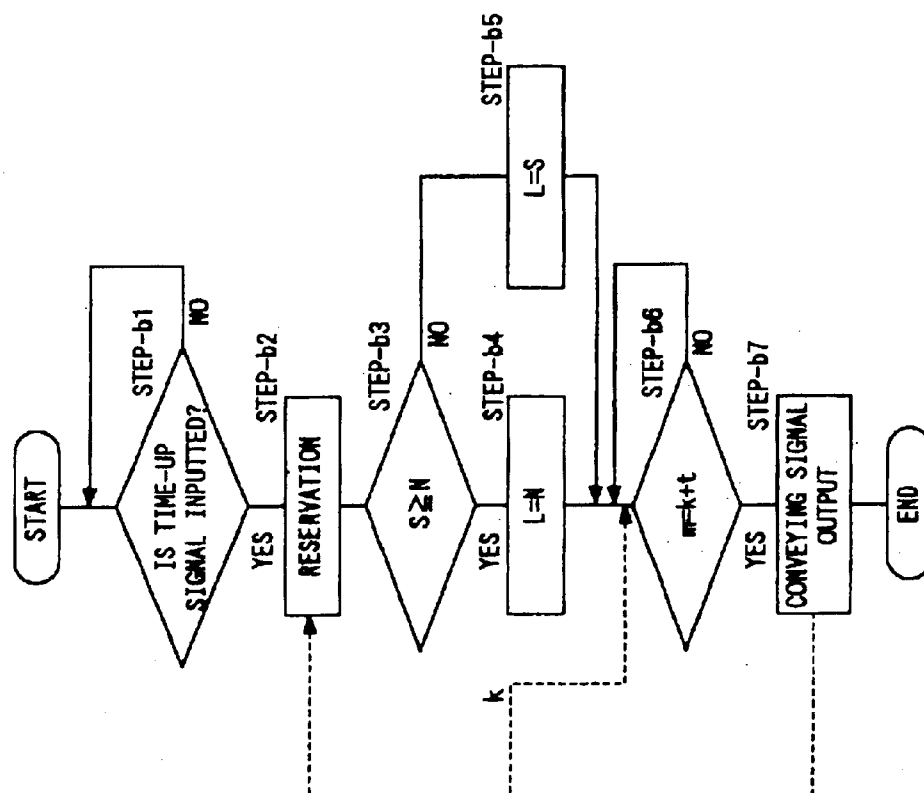 START
STEP-b1
IS TIME-UP
SIGNAL INPUTTED?
NO
YES
STEP-b2
RESERVATION
STEP-b3
S≧N
NO
YES
STEP-b4
L=N
STEP-b5
L=S
k
STEP-b6
m=k+t
NO
YES
STEP-b7
CONVEYING SIGNAL
OUTPUT
END